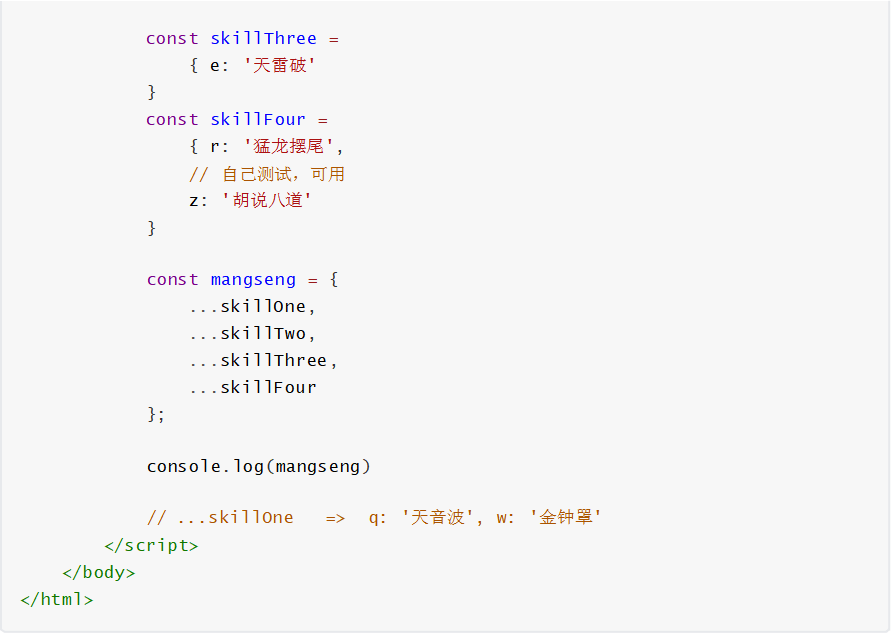 const skillThree =
{ e: '天雷破'
}
const skillFour =
{ r: '猛龙摆尾',
// 自己测试，可用
z: '胡说八道'
}
const mangseng = {
...skillOne,
...skillTwo,
...skillThree,
...skillFour
};
console.log(mangseng)
// ...skillOne   =>  q: '天音波', w: '金钟罩'
</script>
</body>
</html>